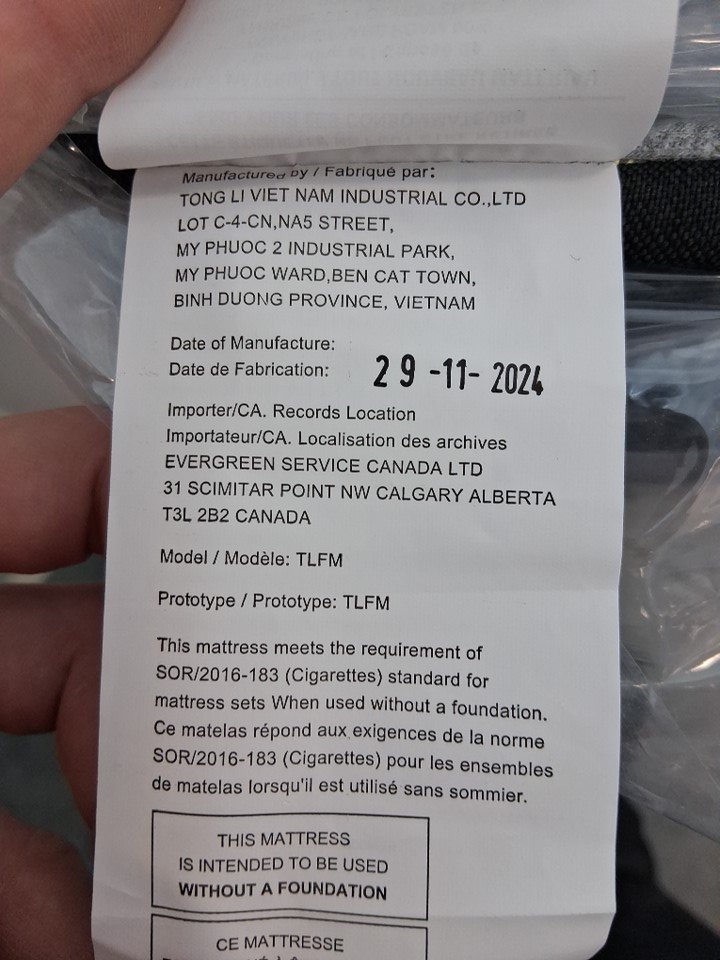 Manufactured by / Fabriqué par:
TONG LI VIET NAM INDUSTRIAL CO.,LTD
LOT C-4-CN,NA5 STREET,
MY PHUOC 2 INDUSTRIAL PARK,
MY PHUOC WARD,BEN CAT TOWN,
BINH DUONG PROVINCE, VIETNAM
Date of Manufacture:
Date de Fabrication: 29-11-2024
Importer/CA. Records Location
Importateur/CA. Localisation des archives
EVERGREEN SERVICE CANADA LTD
31 SCIMITAR POINT NW CALGARY ALBERTA
T3L 2B2 CANADA
Model / Modèle: TLFM
Prototype / Prototype: TLFM
This mattress meets the requirement of
SOR/2016-183 (Cigarettes) standard for
mattress sets When used without a foundation.
Ce matelas répond aux exigences de la norme
SOR/2016-183 (Cigarettes) pour les ensembles
de matelas lorsqu'il est utilisé sans sommier.
THIS MATTRESS
IS INTENDED TO BE USED
WITHOUT A FOUNDATION
CE MATTRESSE